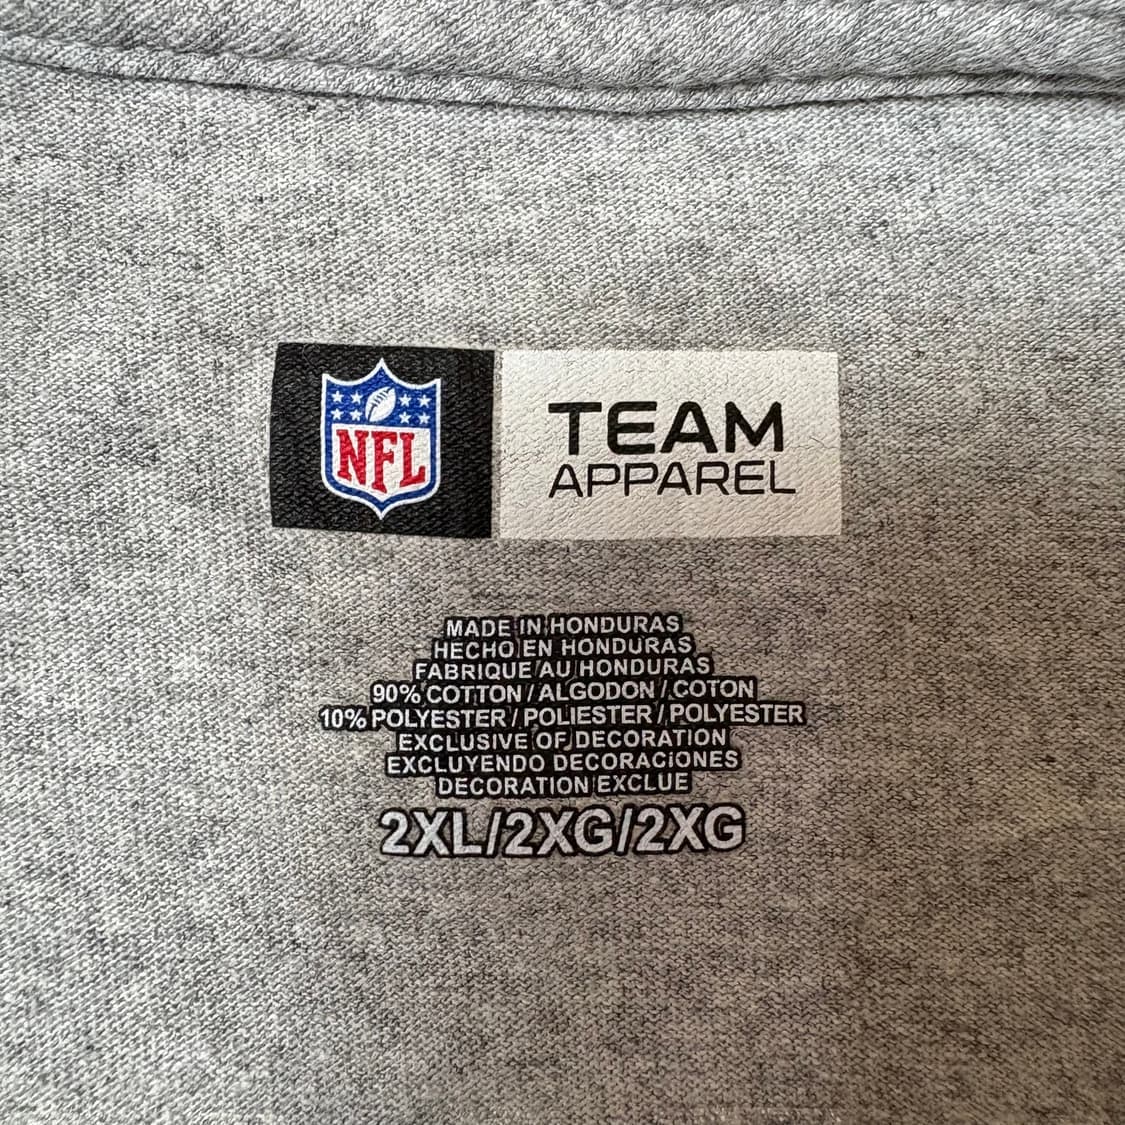 NFL
TEAM
APPAREL
MADE IN HONDURAS
HECHO EN HONDURAS
FABRIQUE AU HONDURAS
90% COTTON / ALGODON / COTON
10% POLYESTER / POLIESTER / POLYESTER
EXCLUSIVE OF DECORATION
EXCLUYENDO DECORACiONES
DECORATION EXCLUE
2XL/2XG/2XG